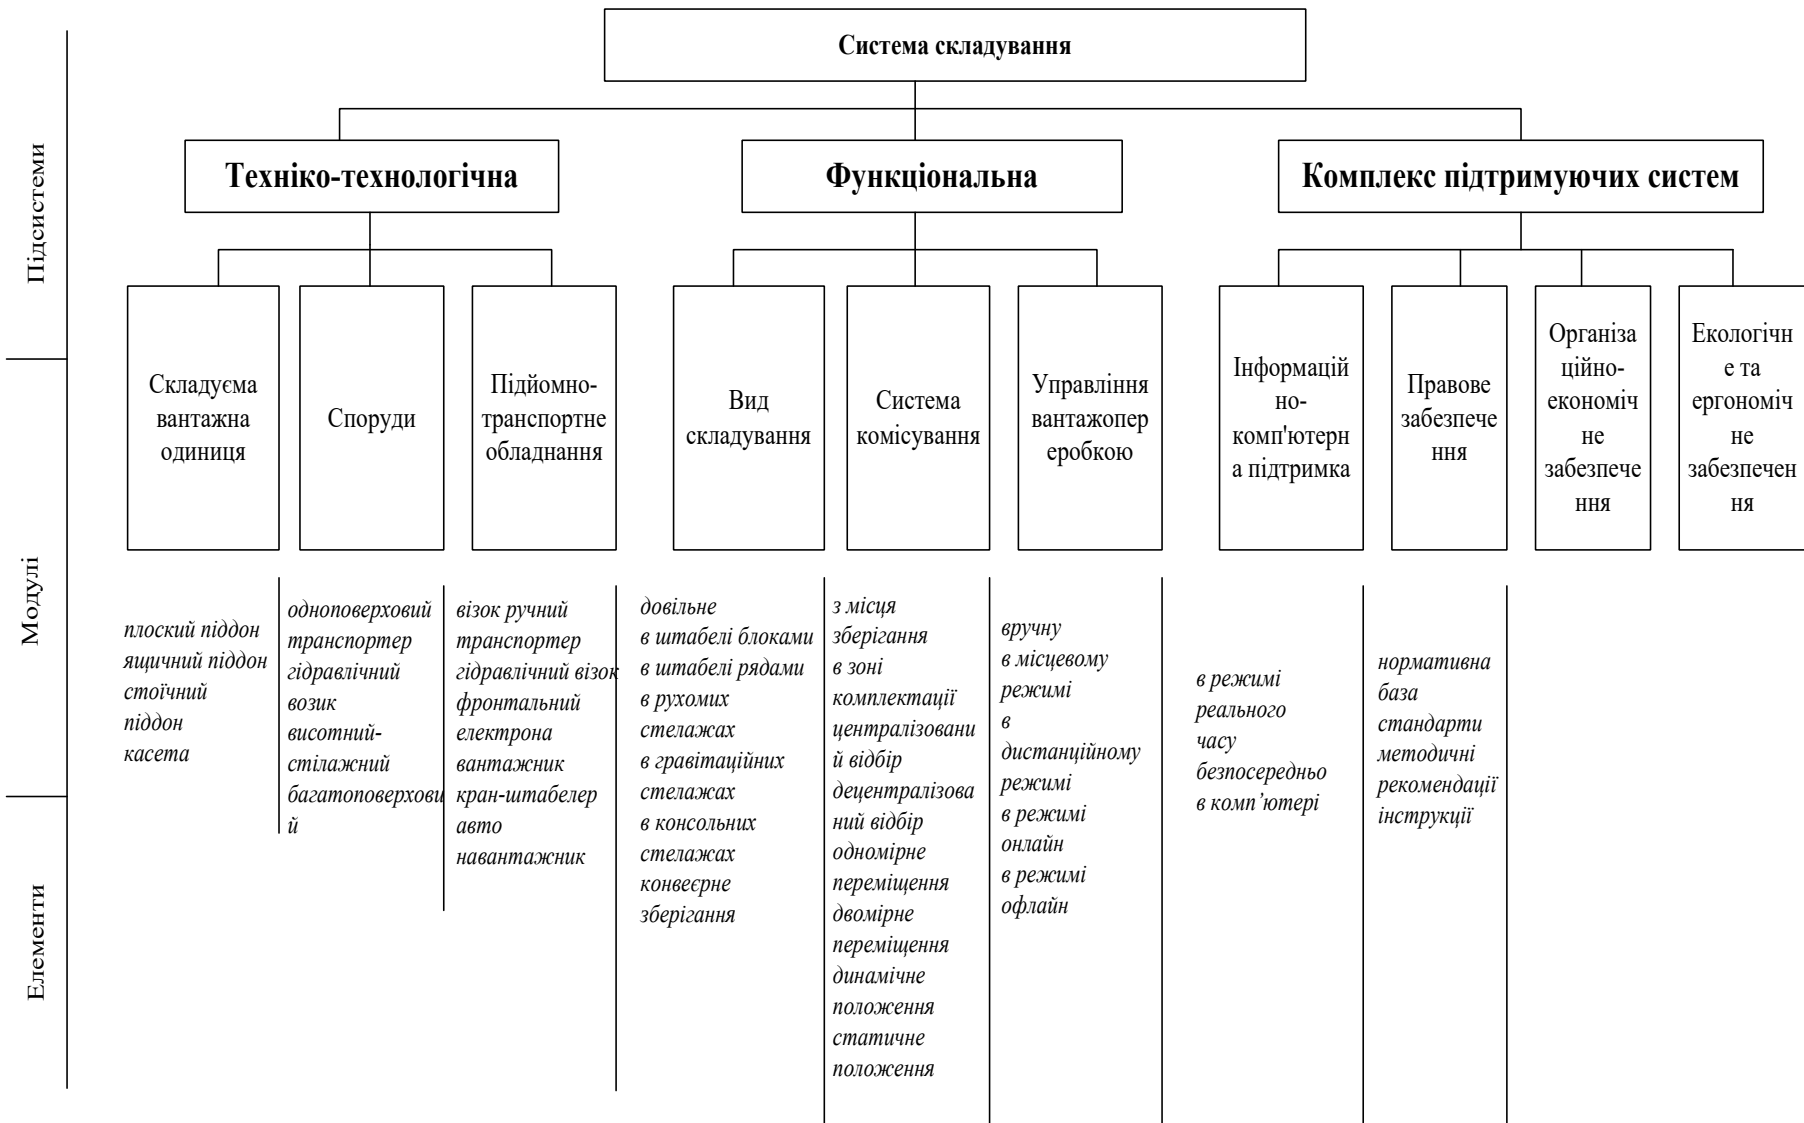 Система складування
Підсистеми
Модулі
Елементи
Техніко-технологічна
Функціональна
Комплекс підтримуючих систем
Складуєма
вантажна
одиниця
Споруди
Підйомно-
транспортне
обладнання
Вид
складування
Система
комісування
Управління
вантажопер
еробкою
Інформацій
но-
комп'ютерн
а підтримка
Правове
забезпече
ння
Організа
ційно-
економіч
не
забезпече
ння
Екологічн
е та
ергономіч
не
забезпечен
ня
плоский піддон
ящичний піддон
стоїчний
піддон
касета
одноповерховий
транспортер
гідравлічний
возик
висотний-
стілажний
багатоповерхови
й
візок ручний
транспортер
гідравлічний візок
фронтальний
електрона
вантажник
кран-штабелер
авто
навантажник
довільне
в штабелі блоками
в штабелі рядами
в рухомих
стелажах
в гравітаційних
стелажах
в консольних
стелажах
конвеєрне
зберігання
з місця
зберігання
в зоні
комплектації
централізовани
й відбір
децентралізова
ний відбір
одномірне
переміщення
двомірне
переміщення
динамічне
положення
статичне
положення
вручну
в місцевому
режимі
в
дистанційному
режимі
в режимі
онлайн
в режимі
офлайн
в режимі
реального
часу
безпосередньо
в комп’ютері
нормативна
база
стандарти
методичні
рекомендації
інструкції